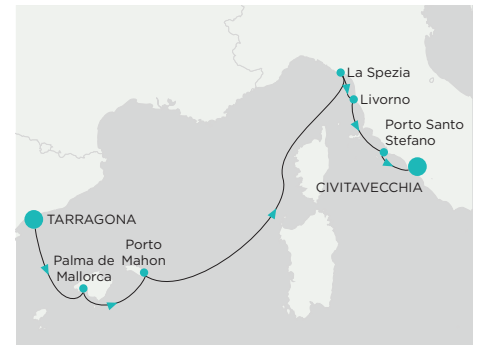 La Spezia
Livorno
Porto Santo
Stefano
CIVITAVECCHIA
TARRAGONA
Porto
Mahon
Palma de
Mallorca